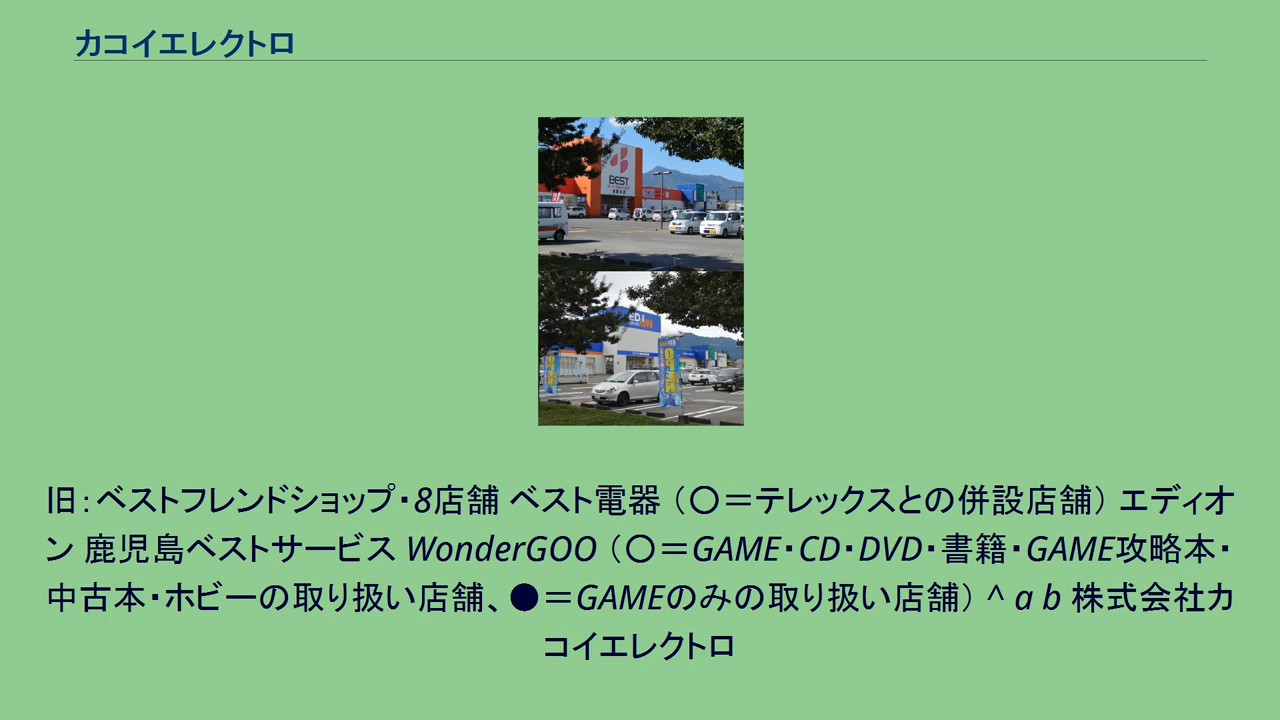 カコイエレクトロ
BEST
EDION
OPEN
旧：ベストフレンドショップ・8店舗 ベスト電器（〇＝テレックスとの併設店舗） エディオ
ン 鹿児島ベストサービス WonderGOO（〇＝GAME・CD・DVD・書籍・GAME攻略本・
中古本・ホビーの取り扱い店舗、●＝GAMEのみの取り扱い店舗） ^ a b 株式会社カ
コイエレクトロ